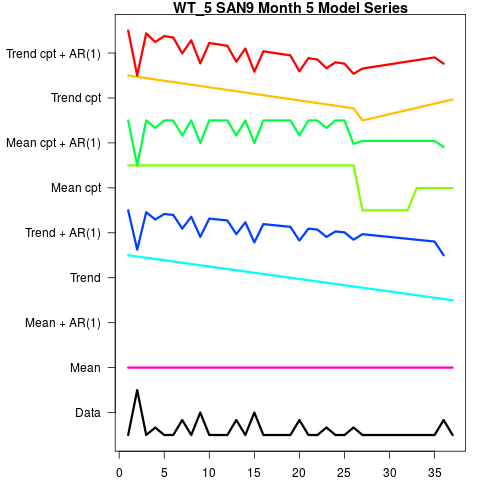 WT_5 SAN9 Month 5 Model Series
Trend cpt + AR(1)
Trend cpt
Mean cpt + AR(1)
Mean cpt
Trend + AR(1)
Trend
Mean + AR(1)
Mean
Data
0 5 10 15 20 25 30 35